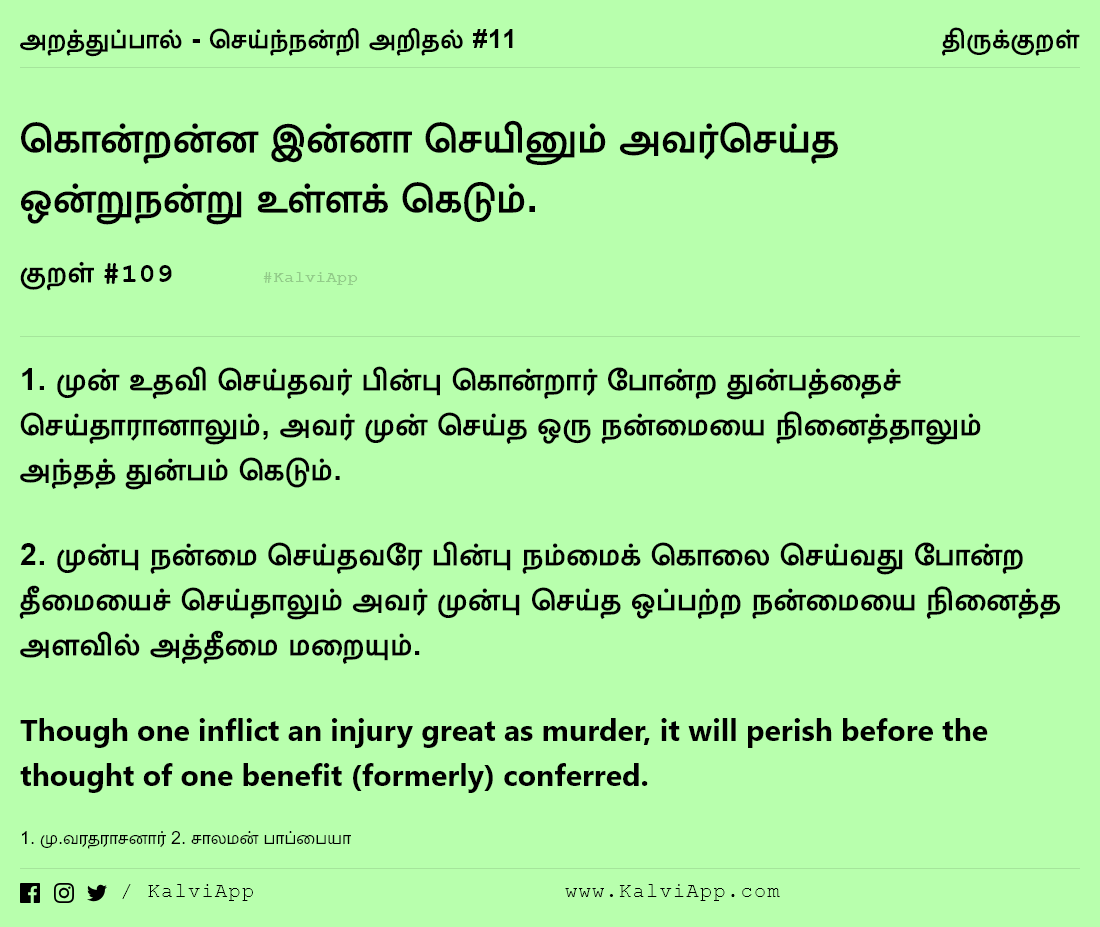 அறத்துப்பால் - செய்ந்நன்றி அறிதல் #11
திருக்குறள்
கொன்றன்ன இன்னா செயினும் அவர்செய்த
ஒன்றுநன்று உள்ளக் கெடும்.
குறள் #109
#KalviApp
1. முன் உதவி செய்தவர் பின்பு கொன்றார் போன்ற துன்பத்தைச்
செய்தாரானாலும், அவர் முன் செய்த ஒரு நன்மையை நினைத்தாலும்
அந்தத் துன்பம் கெடும்.
2. முன்பு நன்மை செய்தவரே பின்பு நம்மைக் கொலை செய்வது போன்ற
தீமையைச் செய்தாலும் அவர் முன்பு செய்த ஒப்பற்ற நன்மையை நினைத்த
அளவில் அத்தீமை மறையும்.
Though one inflict an injury great as murder, it will perish before the
thought of one benefit (formerly) conferred.
1. மு.வரதராசனார் 2. சாலமன் பாப்பையா
/ KalviApp
www.KalviApp.com